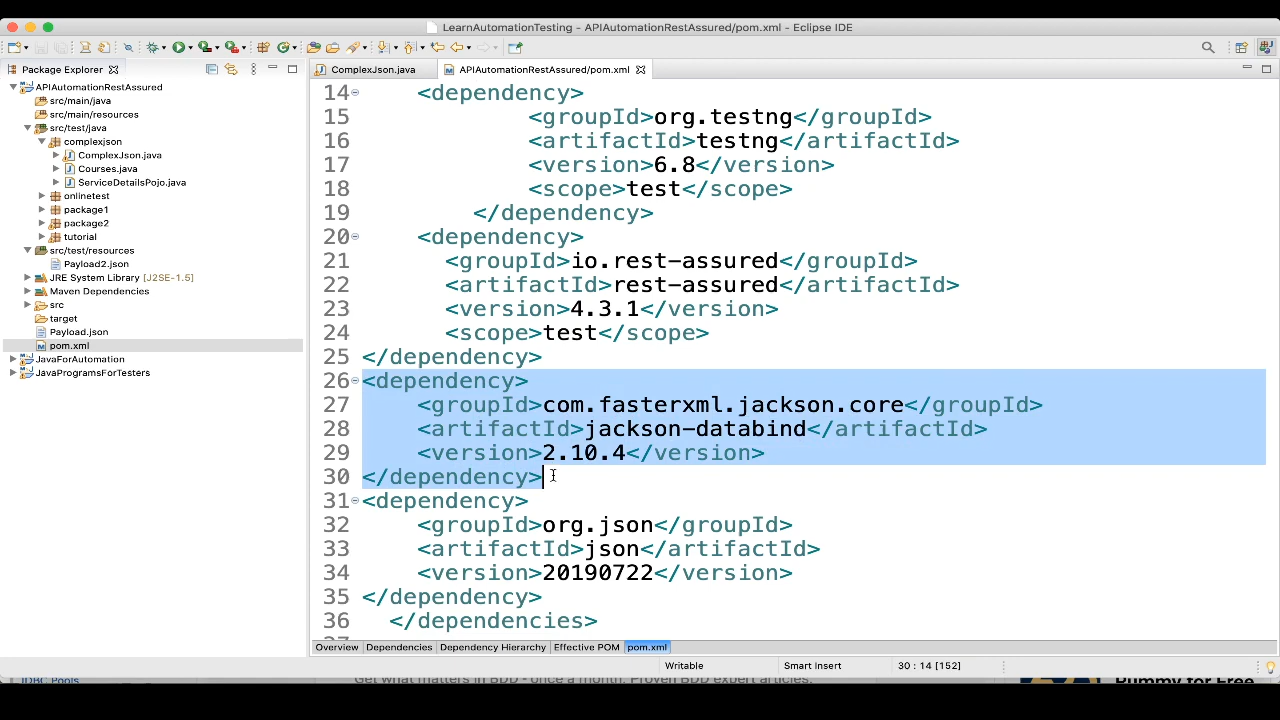 LearnAutomationTesting - APIAutomationRestAssured/pom.xml - Eclipse IDE
Package Explorer
APIAutomationRestAssured
src/main/java
src/main/resources
src/test/java
complexjson
ComplexJson.java
Courses.java
ServiceDetailsPojo.java
onlinetest
package1
package2
tutorial
src/test/resources
Payload2.json
JRE System Library [J2SE-1.5]
Maven Dependencies
src
target
Payload.json
pom.xml
JavaForAutomation
JavaProgramsForTesters
ComplexJson.java
APIAutomationRestAssured/pom.xml
14 <dependency>
15 <groupId>org.testng</groupId>
16 <artifactId>testng</artifactId>
17 <version>6.8</version>
18 <scope>test</scope>
19 </dependency>
20 <dependency>
21 <groupId>io.rest-assured</groupId>
22 <artifactId>rest-assured</artifactId>
23 <version>4.3.1</version>
24 <scope>test</scope>
25 </dependency>
26 <dependency>
27 <groupId>com.fasterxml.jackson.core</groupId>
28 <artifactId>jackson-databind</artifactId>
29 <version>2.10.4</version>
30 </dependency>
31 <dependency>
32 <groupId>org.json</groupId>
33 <artifactId>json</artifactId>
34 <version>20190722</version>
35 </dependency>
36 </dependencies>
Overview Dependencies Dependency Hierarchy Effective POM pom.xml
Writable Smart Insert 30 : 14 [152]
IDBC Pools
Get what matters in BDD - once a month. Proven BDD expert articles.
Rummy for Free